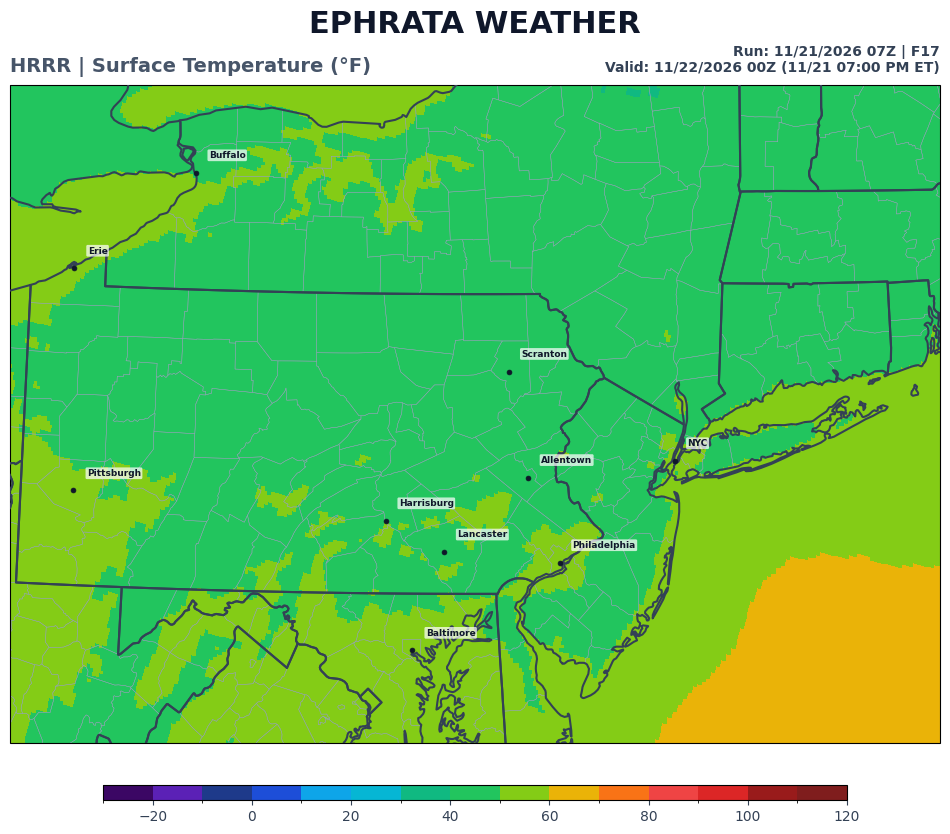 EPHRATA WEATHER
HRRR | Surface Temperature (°F)
Run: 11/21/2026 07Z | F17
Valid: 11/22/2026 00Z (11/21 07:00 PM ET)
Buffalo
Erie
Scranton
NYC
Pittsburgh
Allentown
Harrisburg
Lancaster
Philadelphia
Baltimore
−20 0 20 40 60 80 100 120